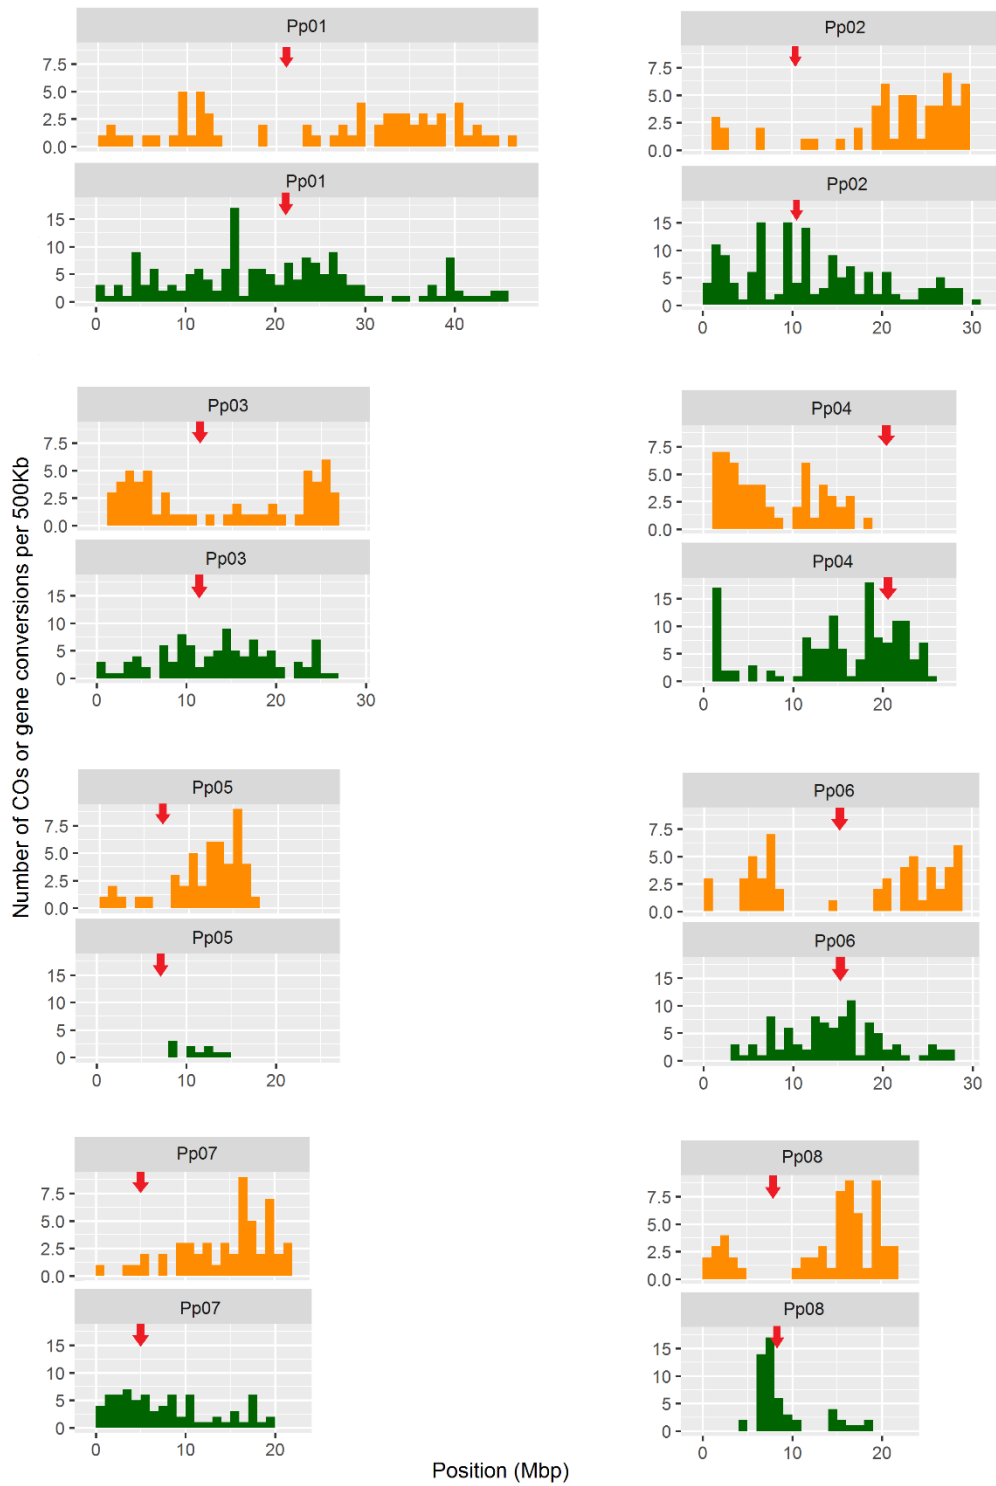 Pp01
7.5
5.0
2.5
0.0
Pp01
15
10
5
0
0 10 20 30 40
Pp02
7.5
5.0
2.5
0.0
Pp02
15
10
5
0
0 10 20 30
Number of COs or gene conversions per 500Kb
Pp03
7.5
5.0
2.5
0.0
Pp03
15
10
5
0
0 10 20 30
Pp04
7.5
5.0
2.5
0.0
Pp04
15
10
5
0
0 10 20
Pp05
7.5
5.0
2.5
0.0
Pp05
15
10
5
0
0 10 20
Pp06
7.5
5.0
2.5
0.0
Pp06
15
10
5
0
0 10 20 30
Pp07
7.5
5.0
2.5
0.0
Pp07
15
10
5
0
0 10 20
Pp08
7.5
5.0
2.5
0.0
Pp08
15
10
5
0
0 10 20
Position (Mbp)